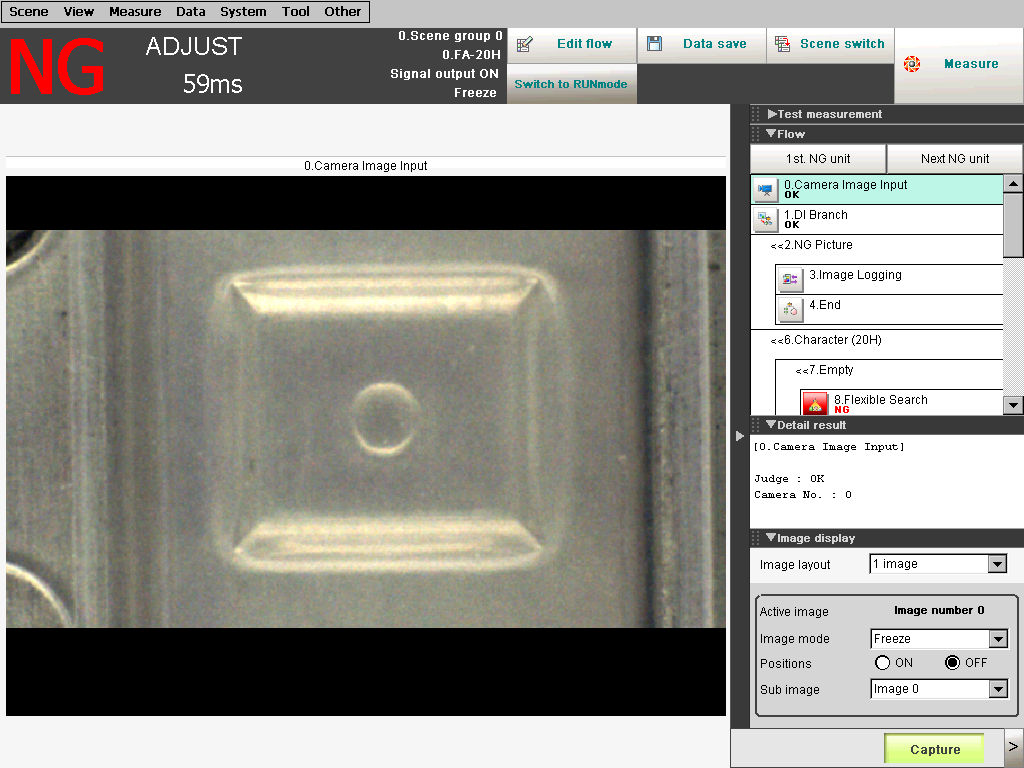 Scene View Measure Data System Tool Other
NG
ADJUST
59ms
0.Scene group 0
0.FA-20H
Signal output ON
Freeze
Edit flow
Data save
Scene switch
Switch to RUNmode
Measure
Test measurement
Flow
1st. NG unit
Next NG unit
0.Camera Image Input
0.Camera Image Input
OK
1.DI Branch
OK
<<2.NG Picture
3.Image Logging
4.End
<<6.Character (20H)
<<7.Empty
8.Flexible Search
NG
Detail result
[0.Camera Image Input]
Judge : OK
Camera No. : 0
Image display
Image layout 1 image
Active image Image number 0
Image mode Freeze
Positions ON OFF
Sub image Image 0
Capture >